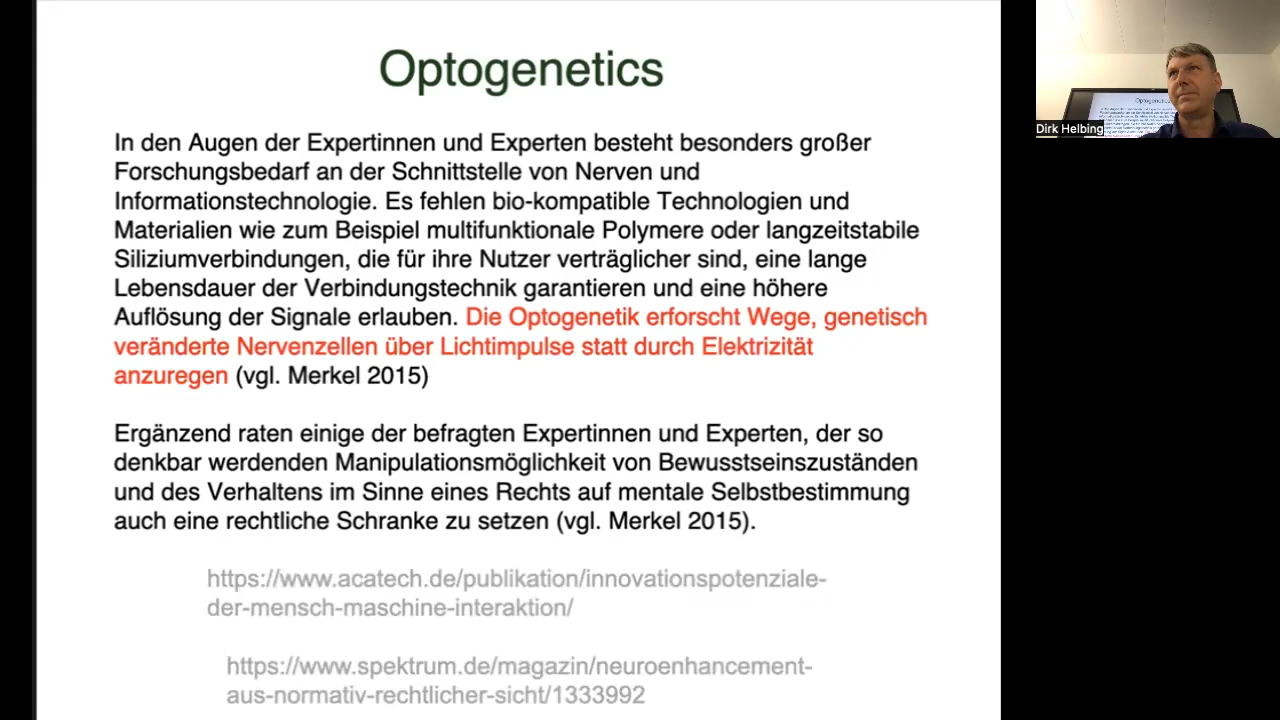 Optogenetics
In den Augen der Expertinnen und Experten besteht besonders großer
Forschungsbedarf an der Schnittstelle von Nerven und
Informationstechnologie. Es fehlen bio-kompatible Technologien und
Materialien wie zum Beispiel multifunktionale Polymere oder langzeitstabile
Siliziumverbindungen, die für ihre Nutzer verträglicher sind, eine lange
Lebensdauer der Verbindungstechnik garantieren und eine höhere
Auflösung der Signale erlauben. Die Optogenetik erforscht Wege, genetisch
veränderte Nervenzellen über Lichtimpulse statt durch Elektrizität
anzuregen (vgl. Merkel 2015)
Ergänzend raten einige der befragten Expertinnen und Experten, der so
denkbar werdenden Manipulationsmöglichkeit von Bewusstseinszuständen
und des Verhaltens im Sinne eines Rechts auf mentale Selbstbestimmung
auch eine rechtliche Schranke zu setzen (vgl. Merkel 2015).
https://www.acatech.de/publikation/innovationspotenziale-
der-mensch-maschine-interaktion/
https://www.spektrum.de/magazin/neuroenhancement-
aus-normativ-rechtlicher-sicht/1333992
Dirk Helbing